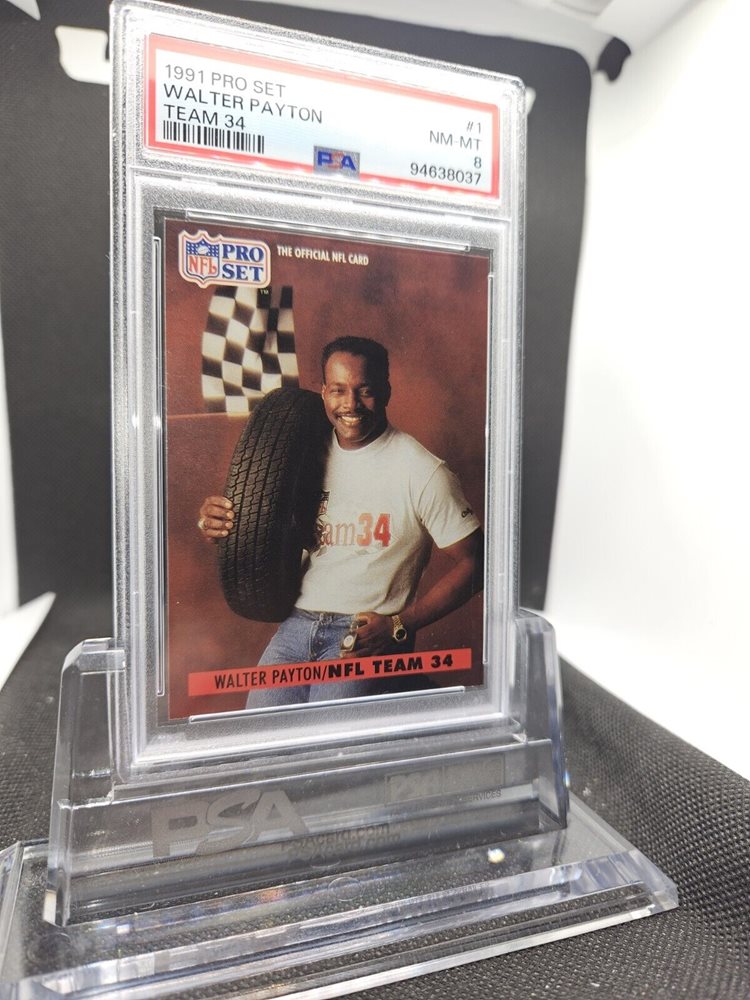 1991 PRO SET #1
WALTER PAYTON NM-MT
TEAM 34 8
PSA 94638037
NFL PRO SET
THE OFFICIAL NFL CARD
TM
am34
WALTER PAYTON/NFL TEAM 34
PSA